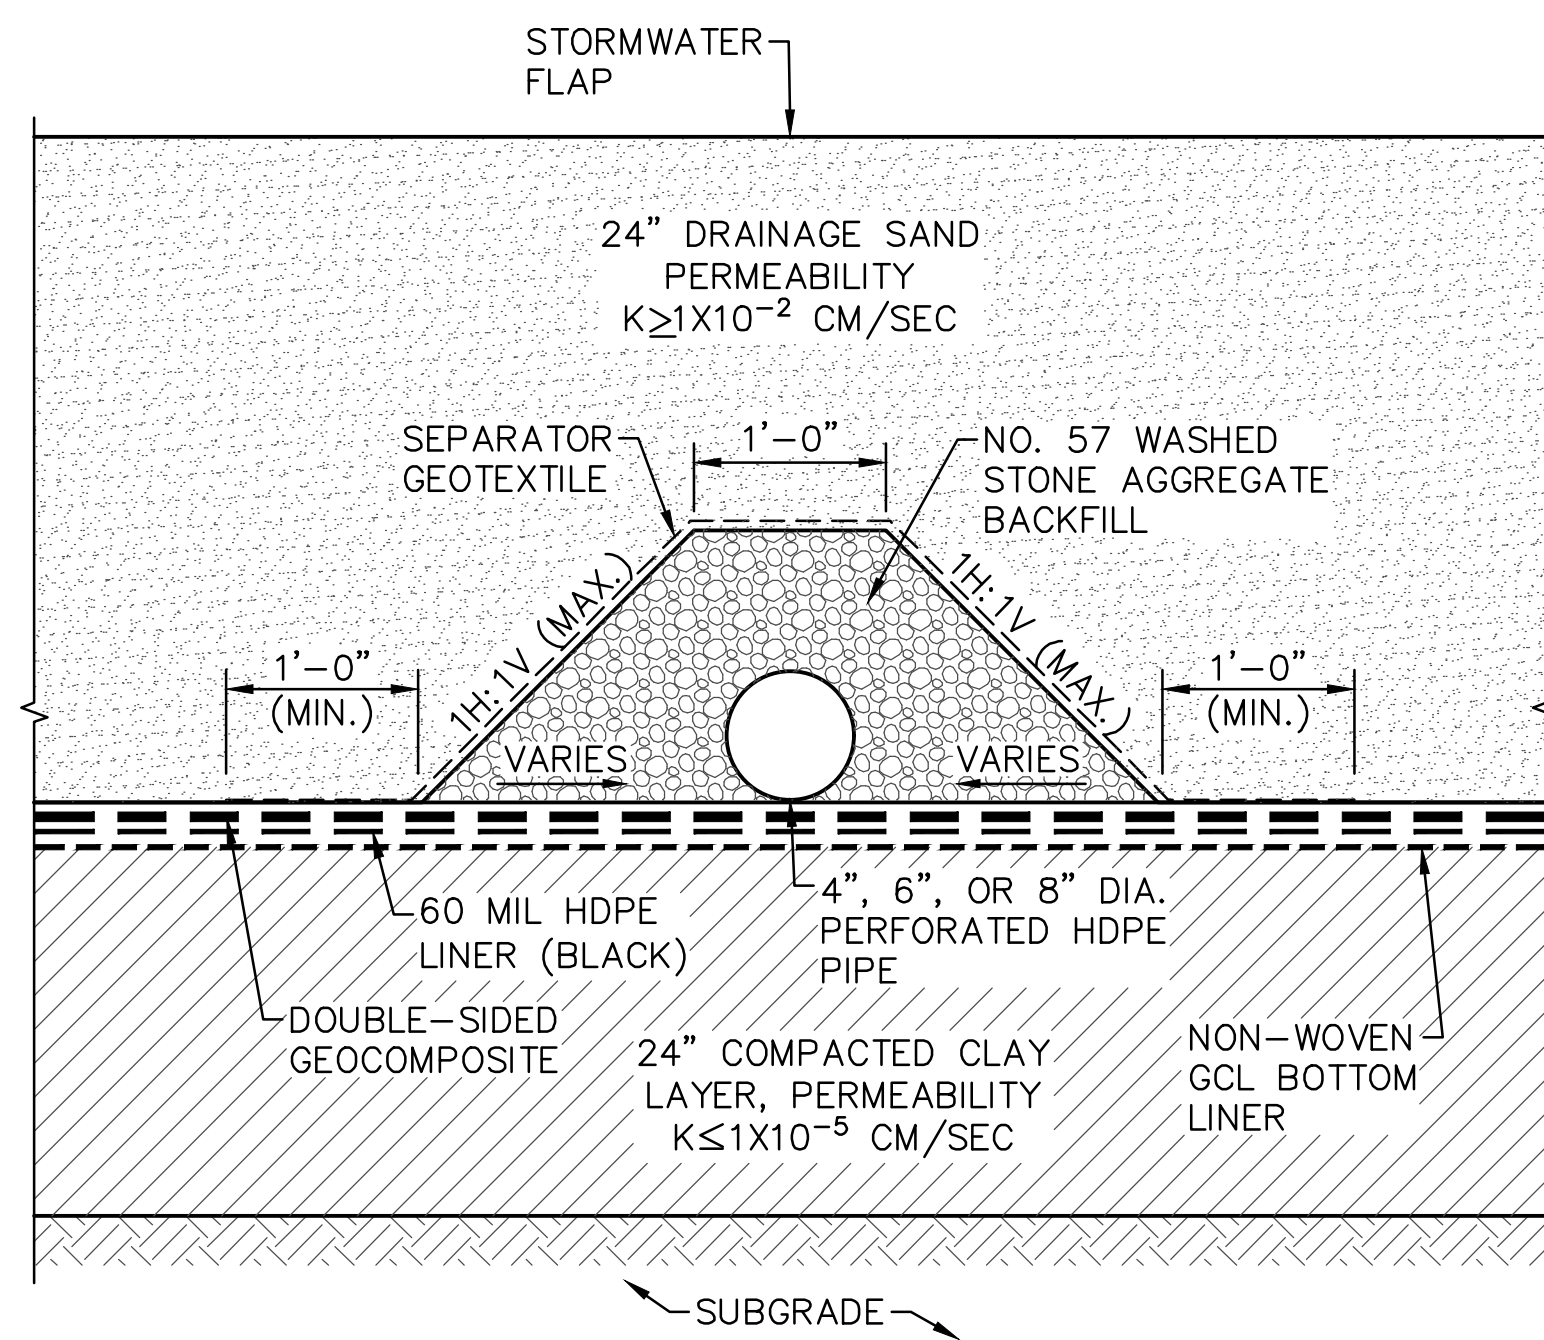 STORMWATER
FLAP
24” DRAINAGE SAND
PERMEABILITY
K≥1X10⁻² CM/SEC
SEPARATOR
GEOTEXTILE
1’-0”
NO. 57 WASHED
STONE AGGREGATE
BACKFILL
1H:1V (MAX.)
1H:1V (MAX.)
1’-0”
(MIN.)
1’-0”
(MIN.)
VARIES
VARIES
60 MIL HDPE
LINER (BLACK)
4”, 6”, OR 8” DIA.
PERFORATED HDPE
PIPE
DOUBLE-SIDED
GEOCOMPOSITE
24” COMPACTED CLAY
LAYER, PERMEABILITY
K≤1X10⁻⁵ CM/SEC
NON-WOVEN
GCL BOTTOM
LINER
SUBGRADE